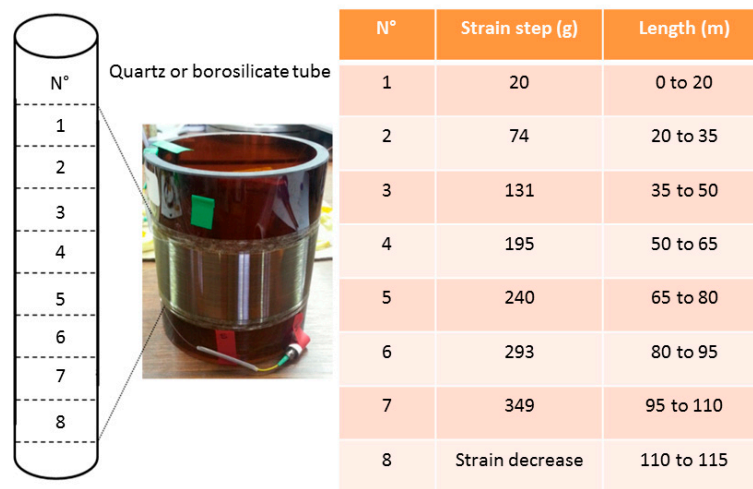 N°
1
2
3
4
5
6
7
8
Quartz or borosilicate tube
N° Strain step (g) Length (m)
1 20 0 to 20
2 74 20 to 35
3 131 35 to 50
4 195 50 to 65
5 240 65 to 80
6 293 80 to 95
7 349 95 to 110
8 Strain decrease 110 to 115